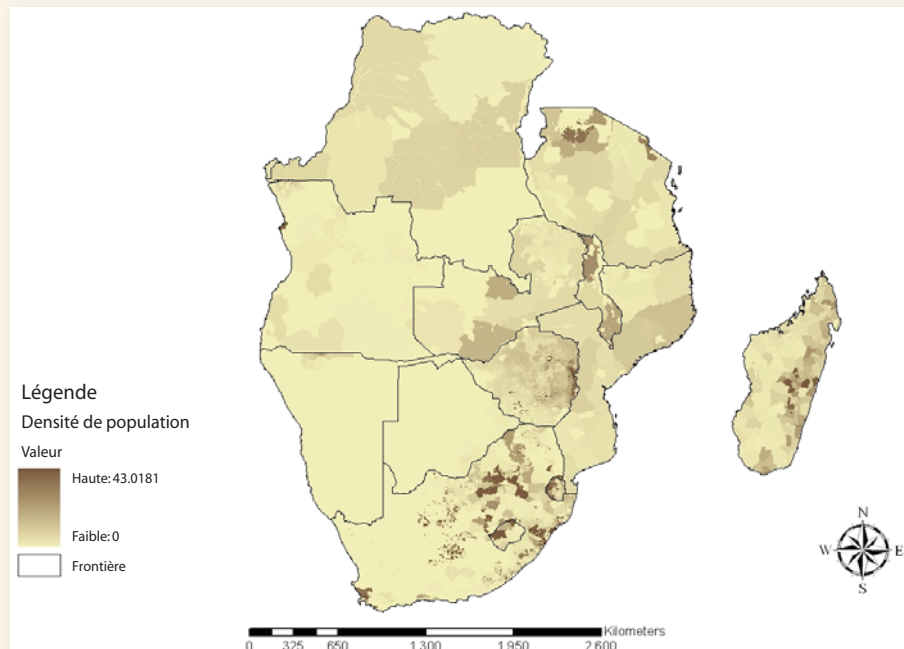 Légende
Densité de population
Valeur
Haute: 43.0181
Faible: 0
Frontière
N
W E
S
Kilometers
0 325 650 1.300 1.950 2.600